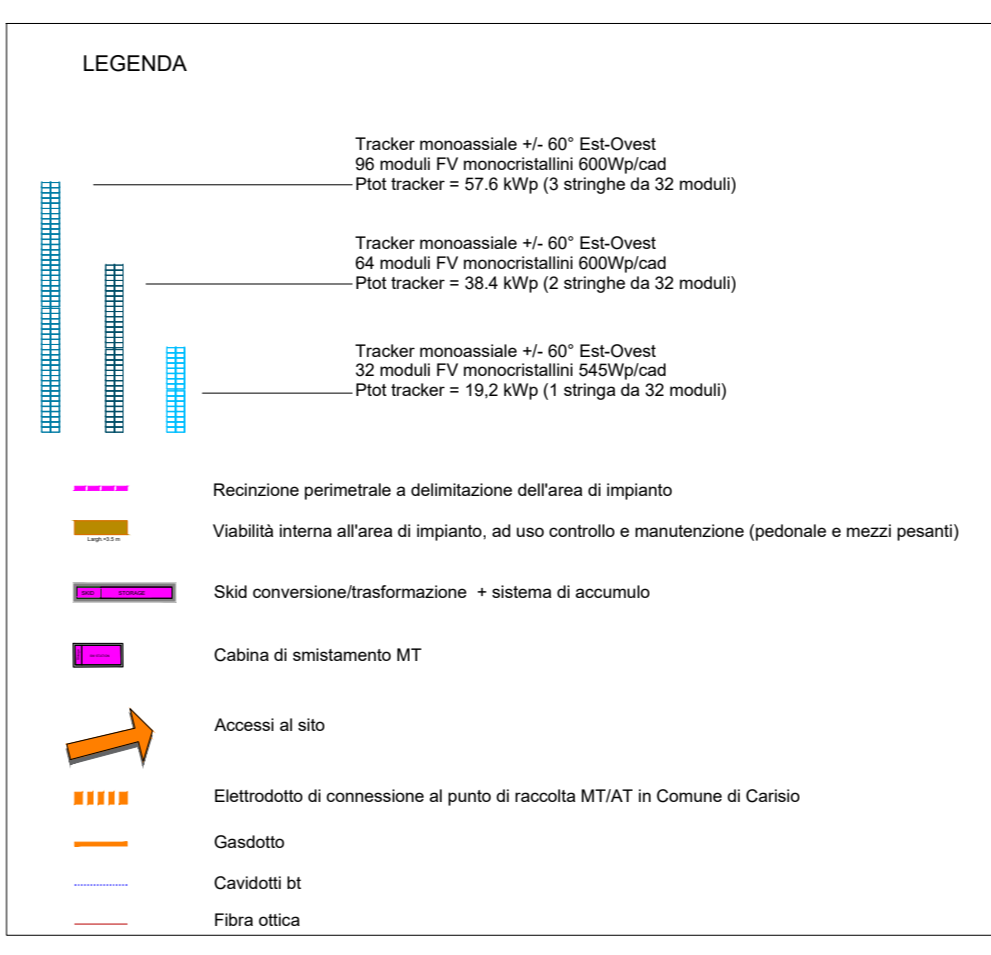 LEGENDA
Tracker monoassiale +/- 60° Est-Ovest
96 moduli FV monocristallini 600Wp/cad
Ptot tracker = 57.6 kWp (3 stringhe da 32 moduli)
Tracker monoassiale +/- 60° Est-Ovest
64 moduli FV monocristallini 600Wp/cad
Ptot tracker = 38.4 kWp (2 stringhe da 32 moduli)
Tracker monoassiale +/- 60° Est-Ovest
32 moduli FV monocristallini 545Wp/cad
Ptot tracker = 19,2 kWp (1 stringa da 32 moduli)
Recinzione perimetrale a delimitazione dell'area di impianto
Viabilità interna all'area di impianto, ad uso controllo e manutenzione (pedonale e mezzi pesanti)
SKID STORAGE
Skid conversione/trasformazione + sistema di accumulo
Cabina di smistamento MT
Accessi al sito
Elettrodotto di connessione al punto di raccolta MT/AT in Comune di Carisio
Gasdotto
Cavidotti bt
Fibra ottica